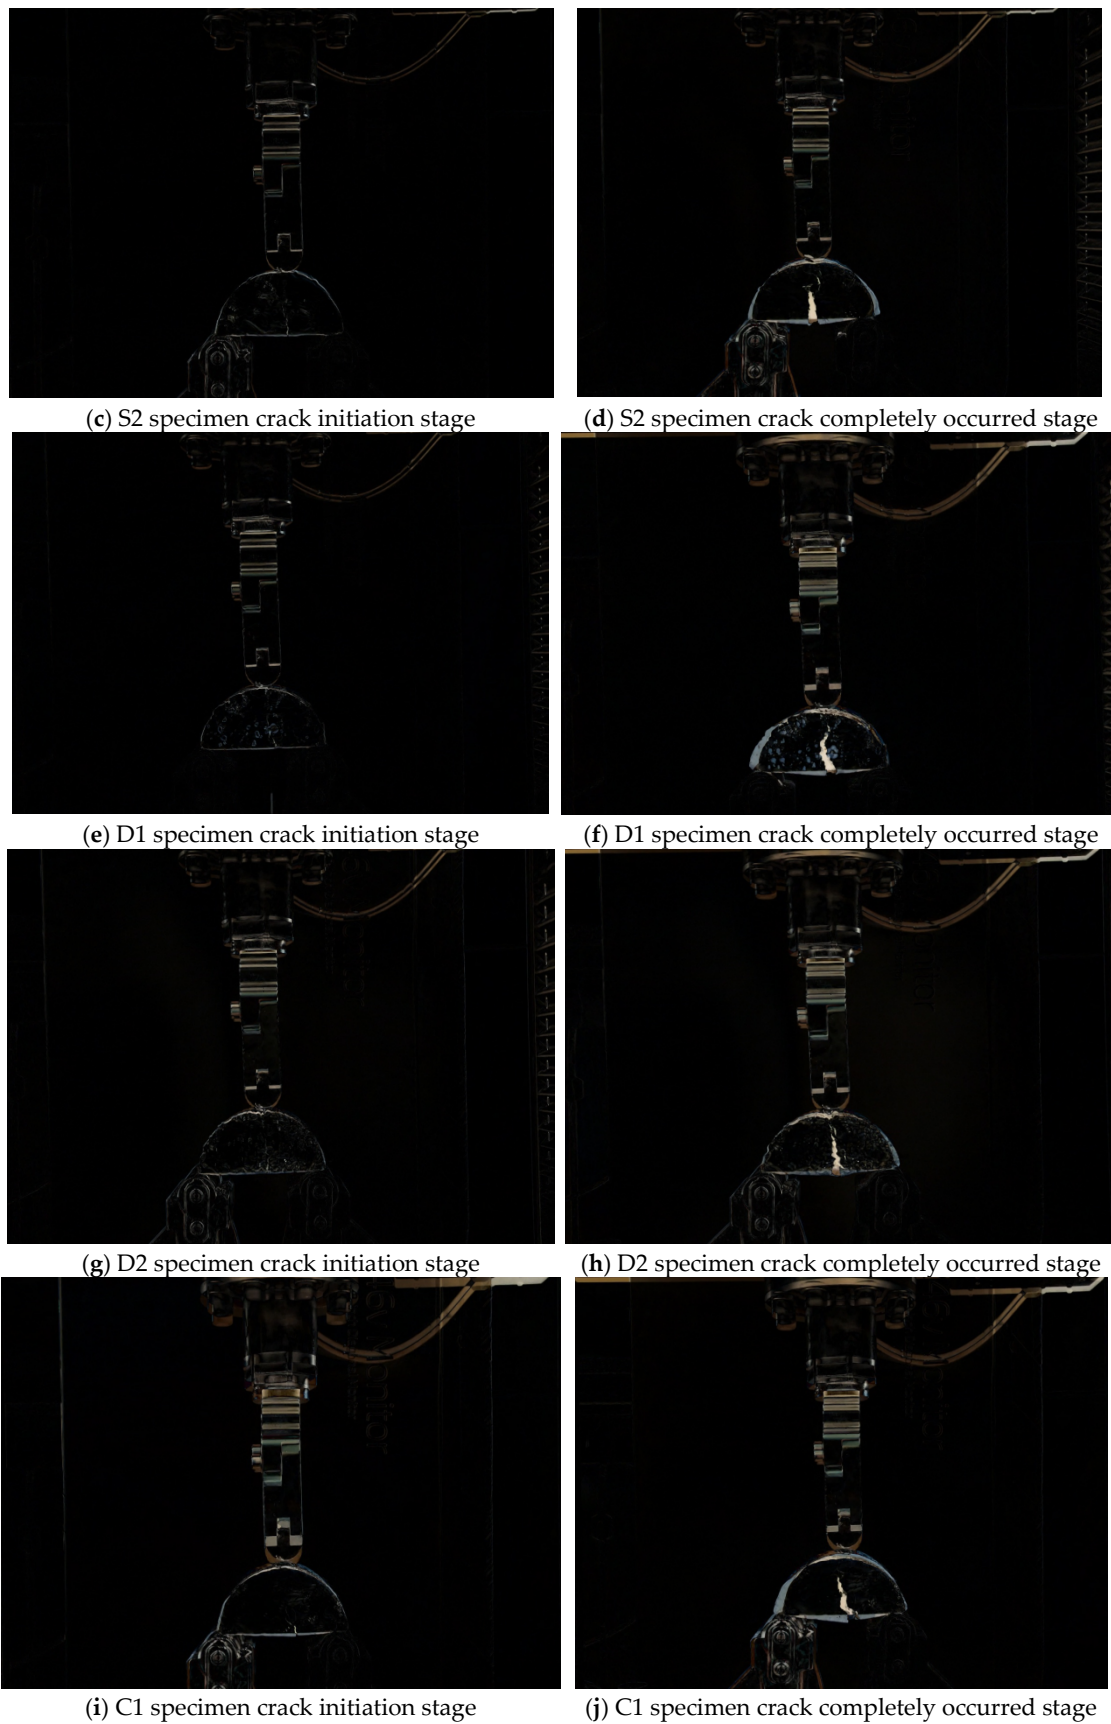 (c) S2 specimen crack initiation stage
(d) S2 specimen crack completely occurred stage
(e) D1 specimen crack initiation stage
(f) D1 specimen crack completely occurred stage
(g) D2 specimen crack initiation stage
(h) D2 specimen crack completely occurred stage
(i) C1 specimen crack initiation stage
(j) C1 specimen crack completely occurred stage